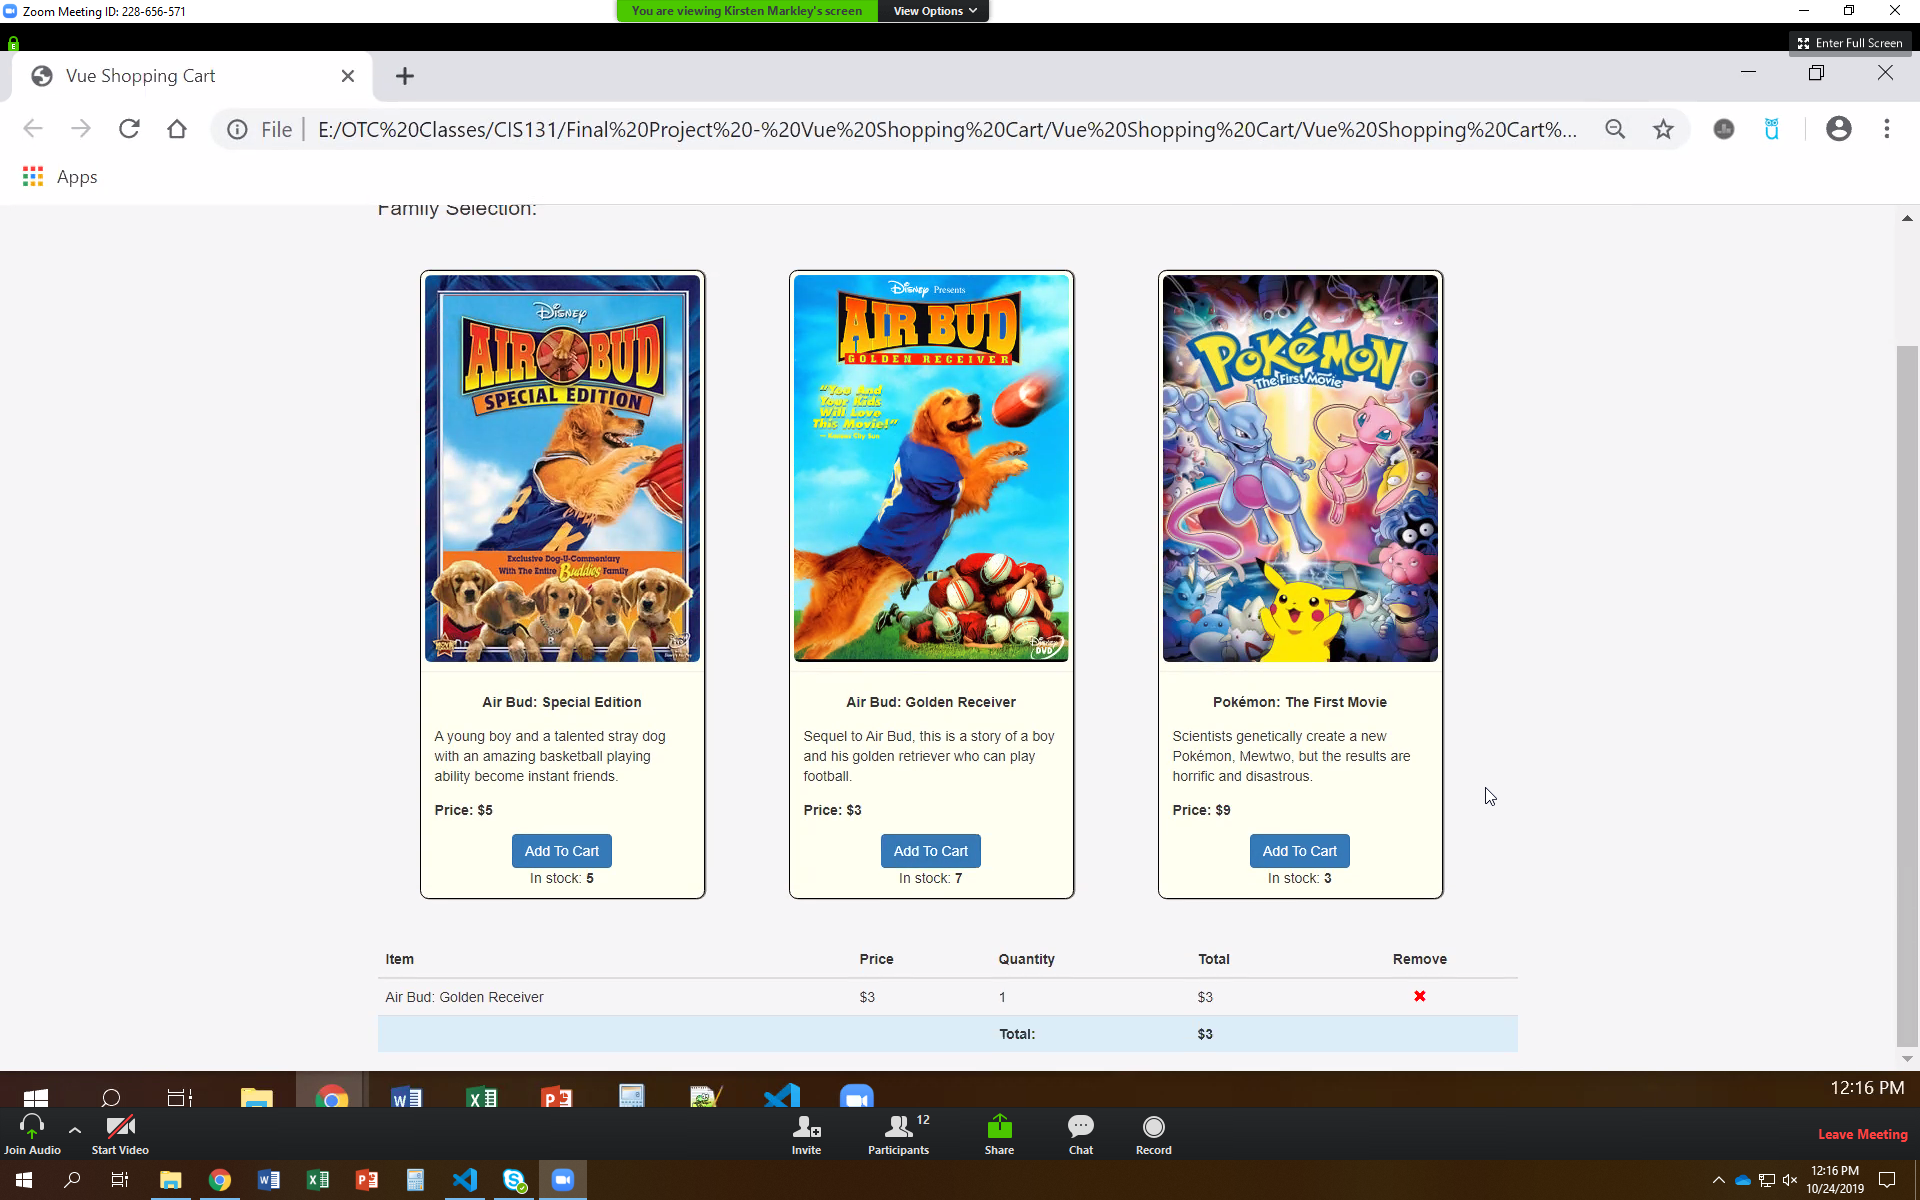 Zoom Meeting ID: 228-656-571
You are viewing Kirsten Markley's screen
View Options
Enter Full Screen
Vue Shopping Cart
File
E:/OTC%20Classes/CIS131/Final%20Project%20-%20Vue%20Shopping%20Cart/Vue%20Shopping%20Cart/Vue%20Shopping%20Cart%...
Apps
Family Selection:
Disney
AIR BUD
SPECIAL EDITION
Exclusive Dog-U-Commentary
With The Entire Buddies Family
Disney Presents
AIR BUD
GOLDEN RECEIVER
"You And
Your Kids
Will Love
This Movie!"
— Kansas City Sun
Disney
DVD
POKéMON
The First Movie
Air Bud: Special Edition
A young boy and a talented stray dog
with an amazing basketball playing
ability become instant friends.
Price: $5
Add To Cart
In stock: 5
Air Bud: Golden Receiver
Sequel to Air Bud, this is a story of a boy
and his golden retriever who can play
football.
Price: $3
Add To Cart
In stock: 7
Pokémon: The First Movie
Scientists genetically create a new
Pokémon, Mewtwo, but the results are
horrific and disastrous.
Price: $9
Add To Cart
In stock: 3
Item Price Quantity Total Remove
Air Bud: Golden Receiver $3 1 $3
Total: $3
12:16 PM
Join Audio
Start Video
Invite
12
Participants
Share
Chat
Record
Leave Meeting
12:16 PM
10/24/2019